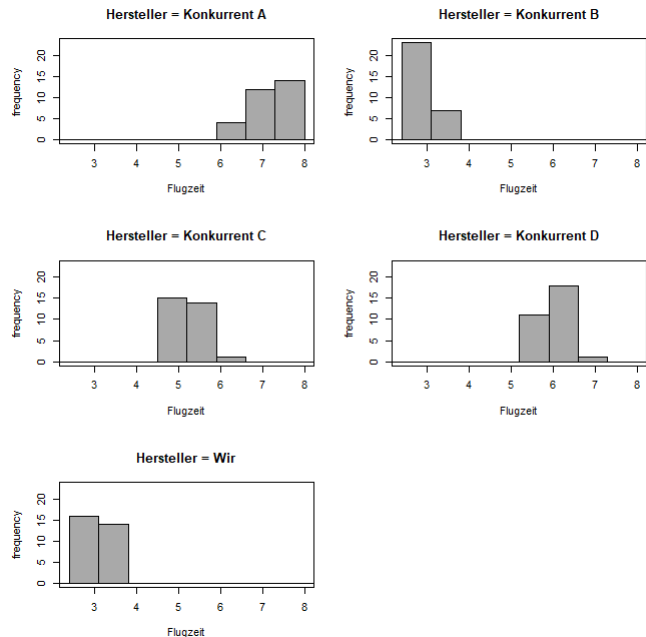 Hersteller = Konkurrent A
frequency
0 5 10 15 20
3 4 5 6 7 8
Flugzeit
Hersteller = Konkurrent B
frequency
0 5 10 15 20
3 4 5 6 7 8
Flugzeit
Hersteller = Konkurrent C
frequency
0 5 10 15 20
3 4 5 6 7 8
Flugzeit
Hersteller = Konkurrent D
frequency
0 5 10 15 20
3 4 5 6 7 8
Flugzeit
Hersteller = Wir
frequency
0 5 10 15 20
3 4 5 6 7 8
Flugzeit